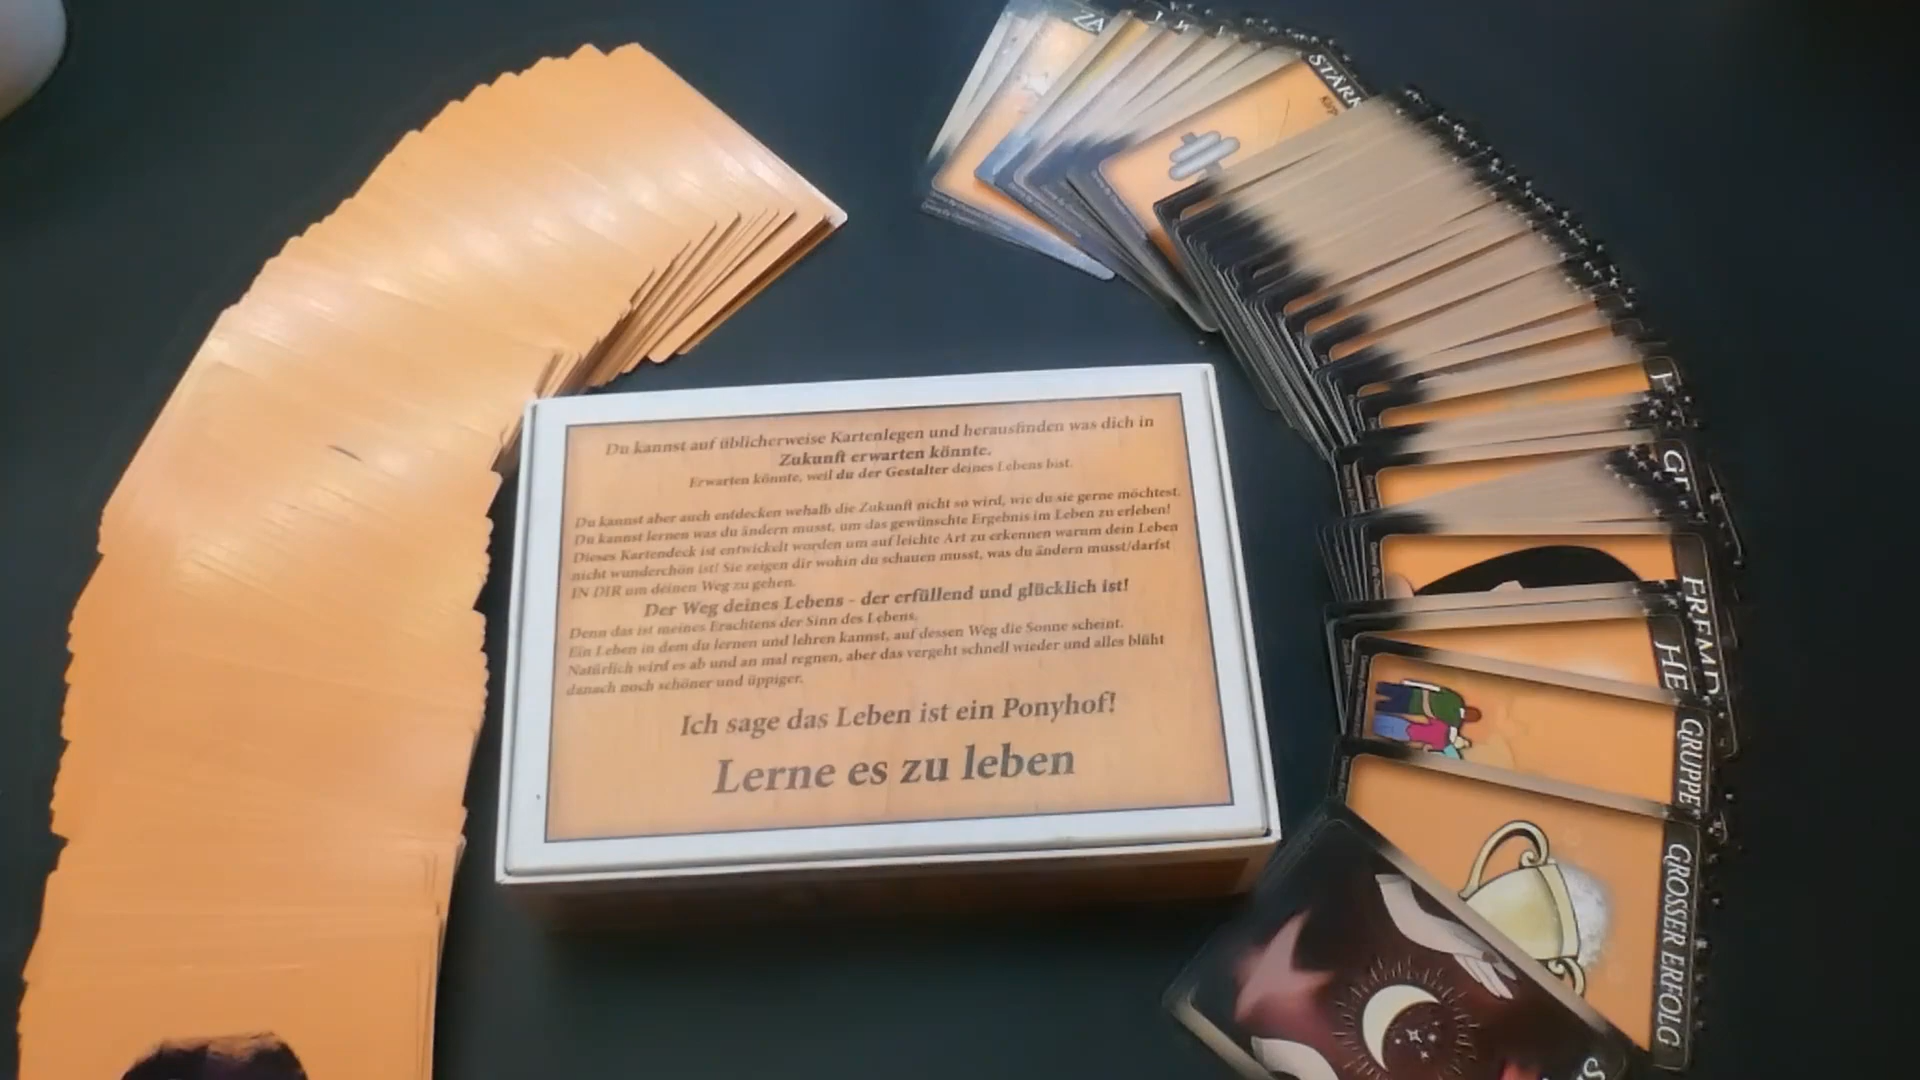 STÄRK
Du kannst auf üblicherweise Kartenlegen und herausfinden was dich in
Zukunft erwarten könnte.
Erwarten könnte, weil du der Gestalter deines Lebens bist.
Du kannst aber auch entdecken wehalb die Zukunft nicht so wird, wie du sie gerne möchtest.
Du kannst lernen was du ändern musst, um das gewünschte Ergebnis im Leben zu erleben!
Dieses Kartendeck ist entwickelt worden um auf leichte Art zu erkennen warum dein Leben
nicht wunderchön ist! Sie zeigen dir wohin du schauen musst, was du ändern musst/darfst
IN DIR um deinen Weg zu gehen.
Der Weg deines Lebens - der erfüllend und glücklich ist!
Denn das ist meines Erachtens der Sinn des Lebens.
Ein Leben in dem du lernen und lehren kannst, auf dessen Weg die Sonne scheint.
Natürlich wird es ab und an mal regnen, aber das vergeht schnell wieder und alles blüht
danach noch schöner und üppiger.
Ich sage das Leben ist ein Ponyhof!
Lerne es zu leben
FREMD
HE
GRUPPE
GROSSER ERFOLG